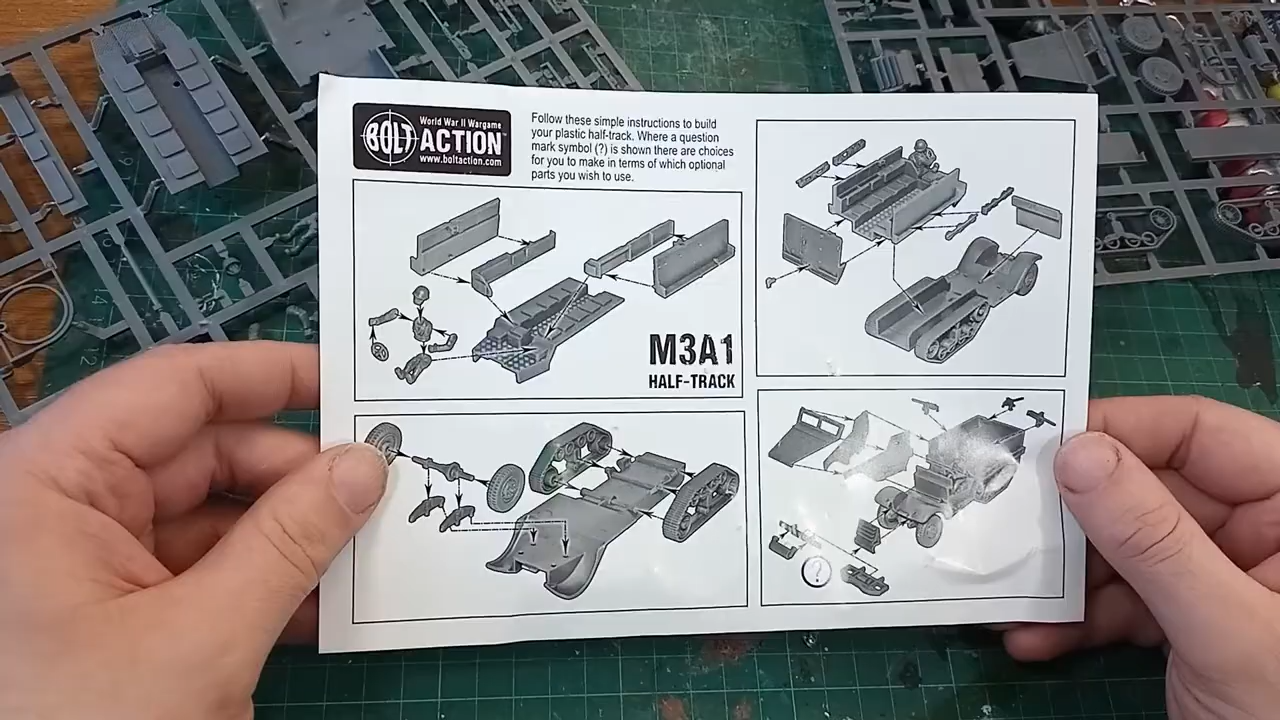 World War II Wargame
BOLT ACTION
www.boltaction.com
Follow these simple instructions to build
your plastic half-track. Where a question
mark symbol (?) is shown there are choices
for you to make in terms of which optional
parts you wish to use.
M3A1
HALF-TRACK
?
12